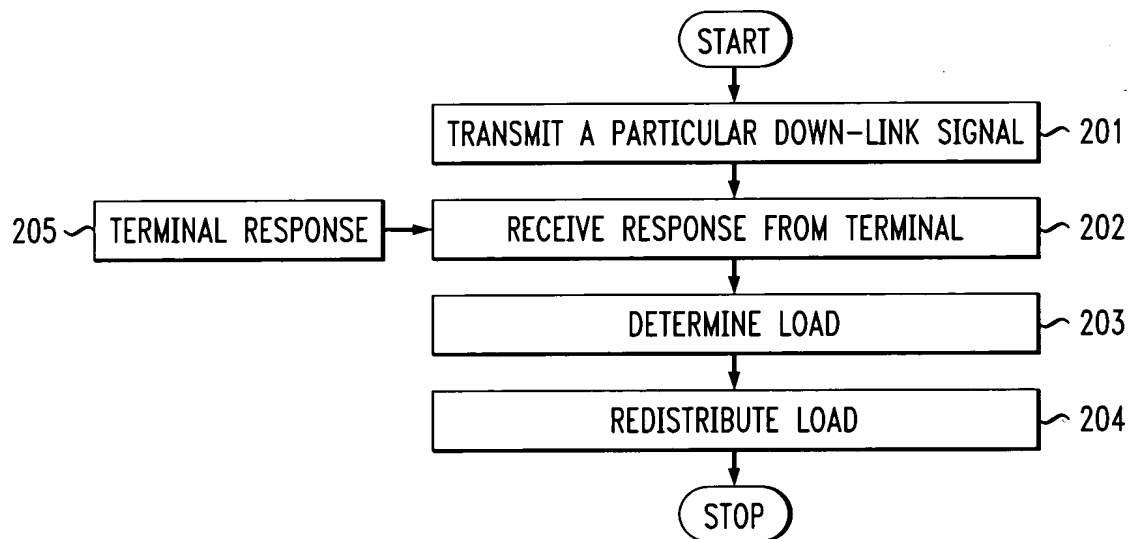 START
TRANSMIT A PARTICULAR DOWN-LINK SIGNAL 201
205 TERMINAL RESPONSE RECEIVE RESPONSE FROM TERMINAL 202
DETERMINE LOAD 203
REDISTRIBUTE LOAD 204
STOP